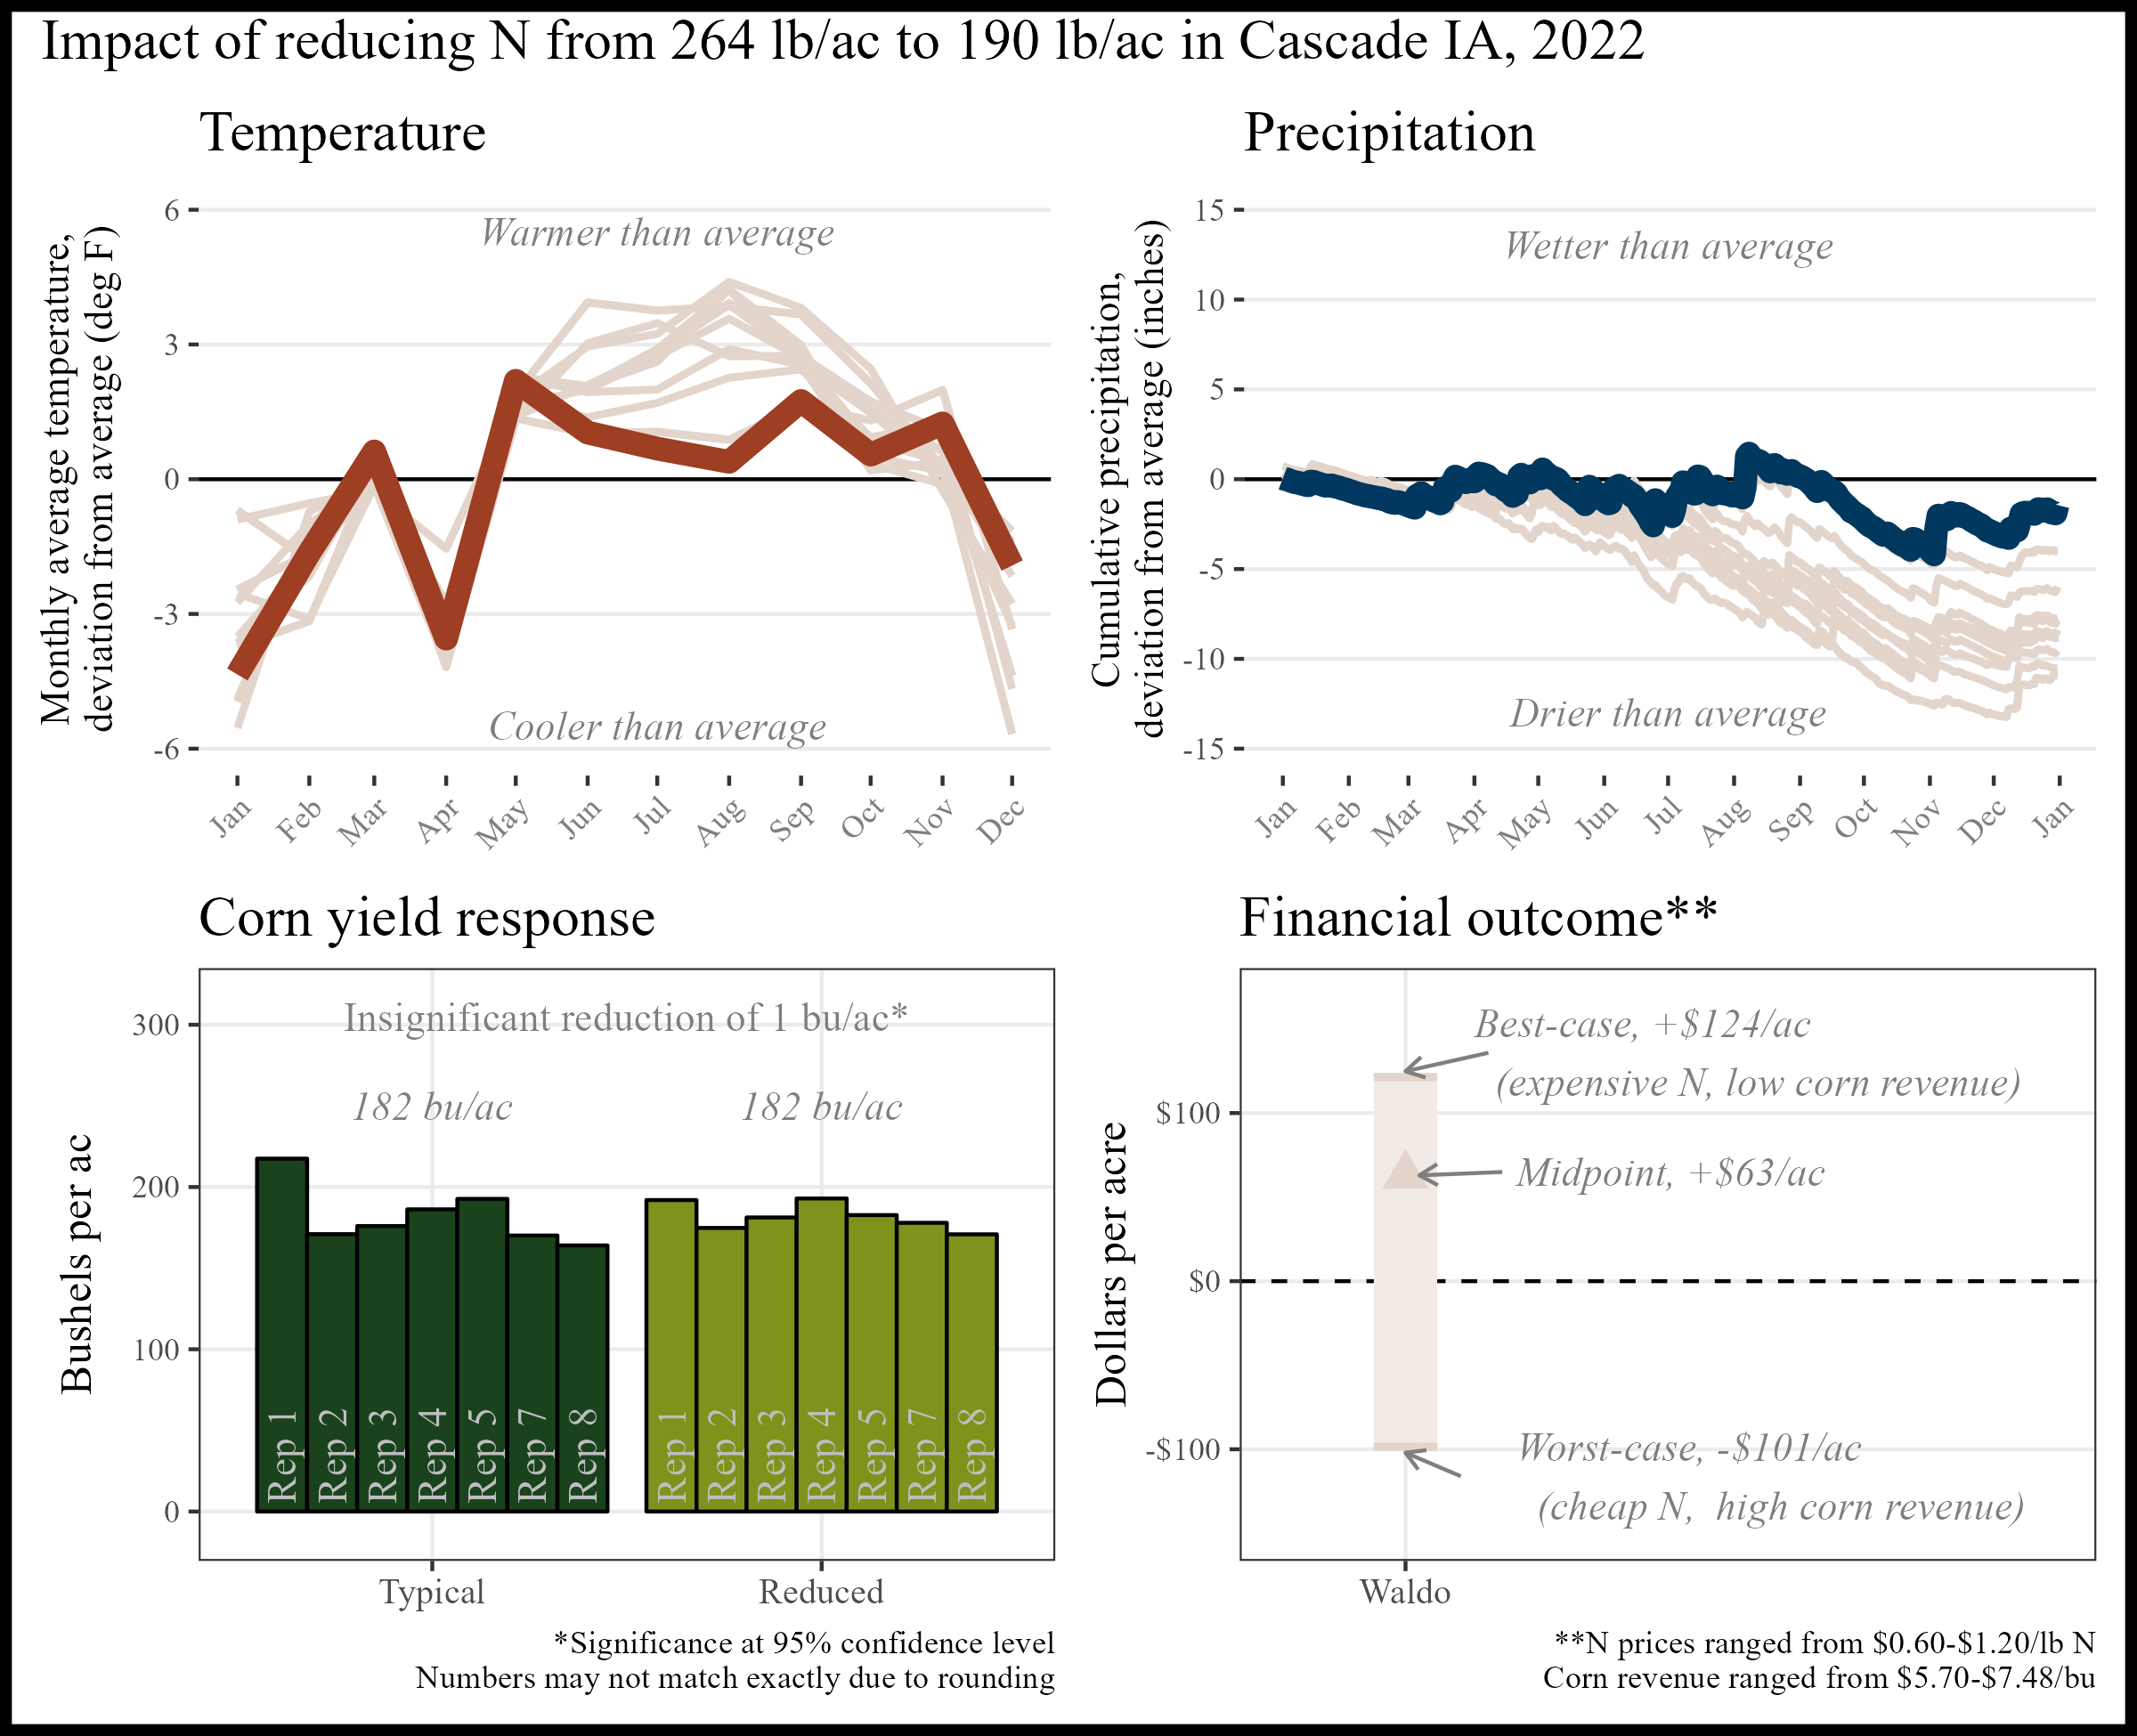 Impact of reducing N from 264 lb/ac to 190 lb/ac in Cascade IA, 2022
Temperature
Monthly average temperature,
deviation from average (deg F)
6
3
0
-3
-6
Warmer than average
Cooler than average
Jan
Feb
Mar
Apr
May
Jun
Jul
Aug
Sep
Oct
Nov
Dec
Precipitation
Cumulative precipitation,
deviation from average (inches)
15
10
5
0
-5
-10
-15
Wetter than average
Drier than average
Jan
Feb
Mar
Apr
May
Jun
Jul
Aug
Sep
Oct
Nov
Dec
Jan
Corn yield response
Bushels per ac
300
200
100
0
Insignificant reduction of 1 bu/ac*
182 bu/ac
182 bu/ac
Rep 1
Rep 2
Rep 3
Rep 4
Rep 5
Rep 7
Rep 8
Rep 1
Rep 2
Rep 3
Rep 4
Rep 5
Rep 7
Rep 8
Typical
Reduced
*Significance at 95% confidence level
Numbers may not match exactly due to rounding
Financial outcome**
Dollars per acre
$100
$0
-$100
Best-case, +$124/ac
(expensive N, low corn revenue)
Midpoint, +$63/ac
Worst-case, -$101/ac
(cheap N,  high corn revenue)
Waldo
**N prices ranged from $0.60-$1.20/lb N
Corn revenue ranged from $5.70-$7.48/bu